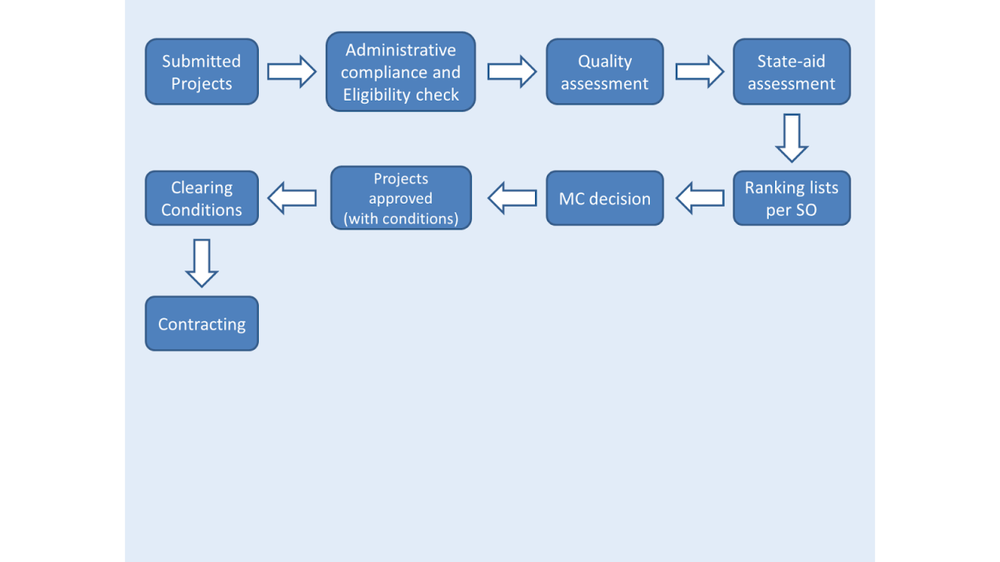 Submitted
Projects
Administrative
compliance and
Eligibility check
Quality
assessment
State-aid
assessment
Ranking lists
per SO
MC decision
Projects
approved
(with conditions)
Clearing
Conditions
Contracting